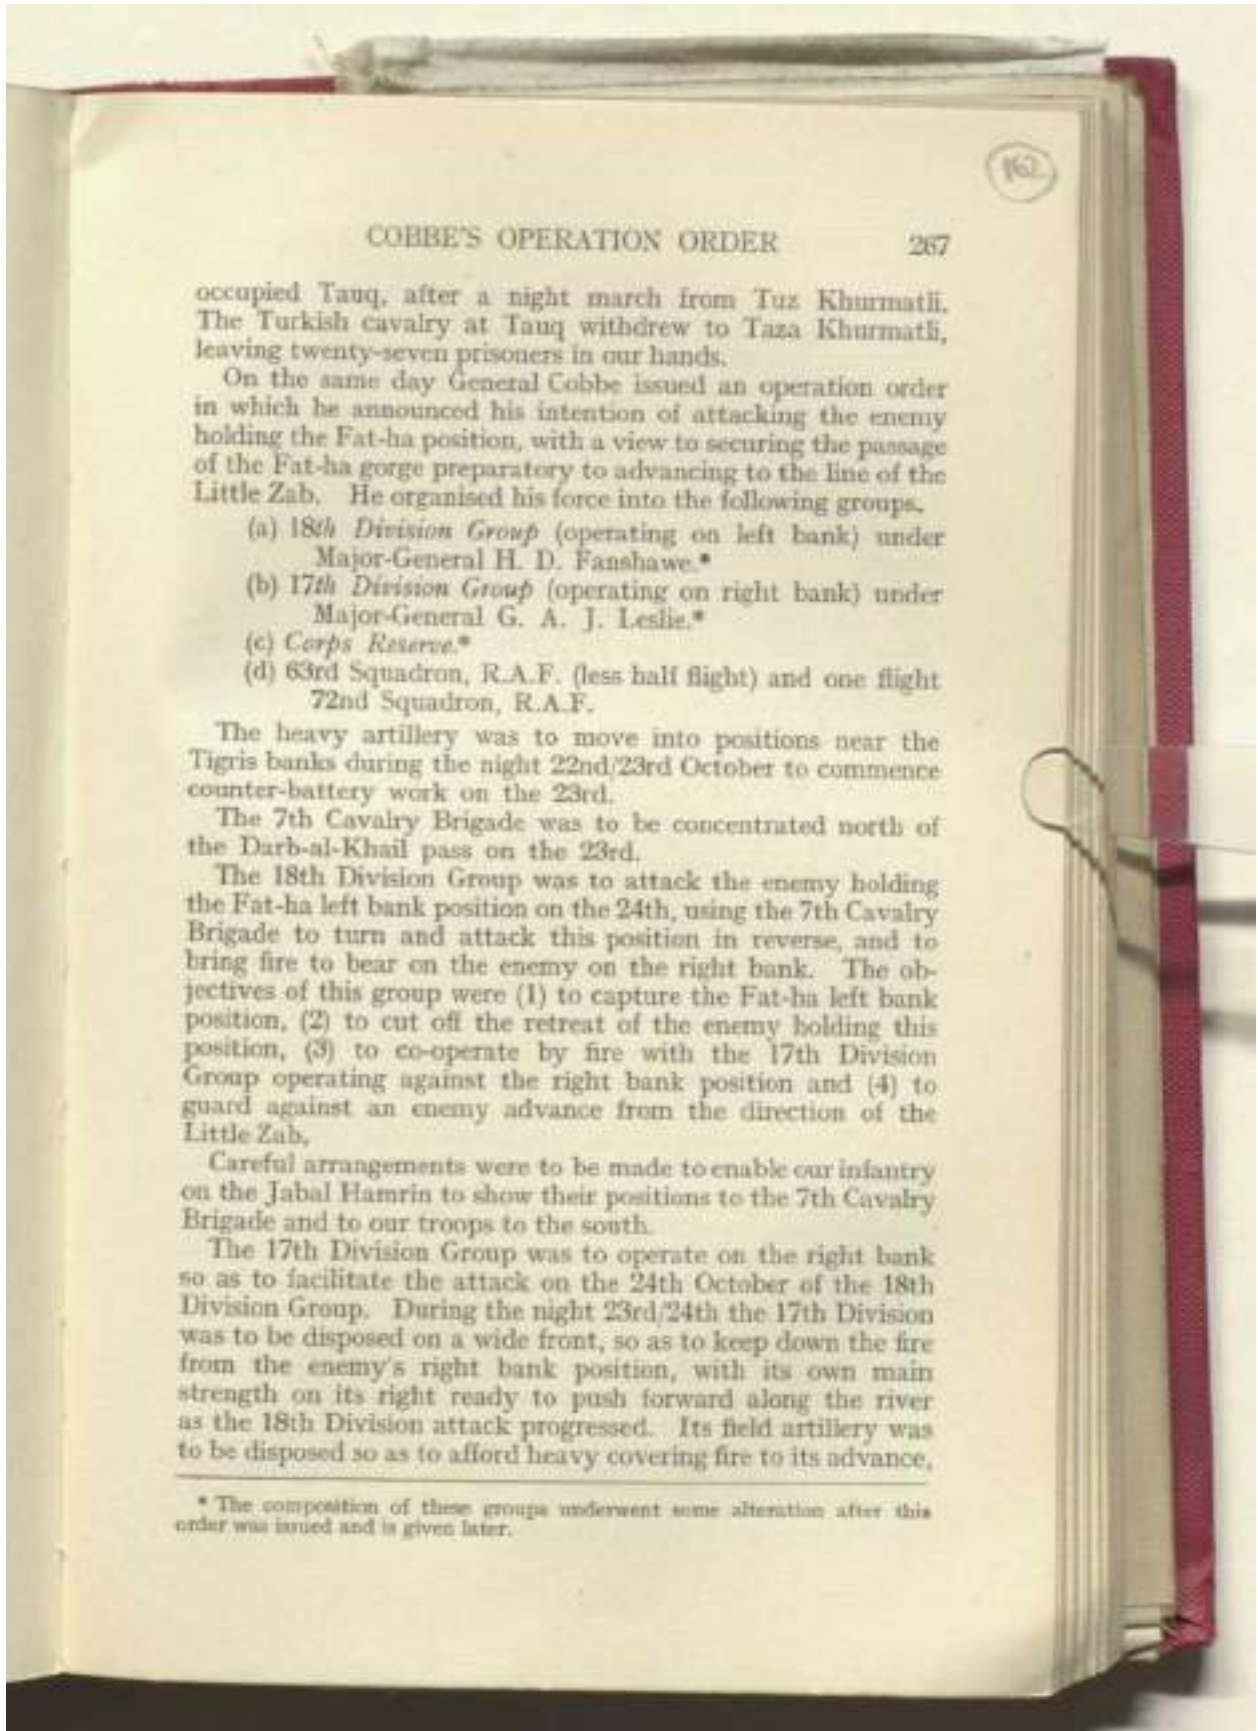 162
COBBE'S OPERATION ORDER 267
occupied Tauq, after a night march from Tuz Khurmatli.
The Turkish cavalry at Tauq withdrew to Taza Khurmatli,
leaving twenty-seven prisoners in our hands.
On the same day General Cobbe issued an operation order
in which he announced his intention of attacking the enemy
holding the Fat-ha position, with a view to securing the passage
of the Fat-ha gorge preparatory to advancing to the line of the
Little Zab. He organised his force into the following groups.
(a) 18th Division Group (operating on left bank) under
Major-General H. D. Fanshawe.*
(b) 17th Division Group (operating on right bank) under
Major-General G. A. J. Leslie.*
(c) Corps Reserve.*
(d) 63rd Squadron, R.A.F. (less half flight) and one flight
72nd Squadron, R.A.F.
The heavy artillery was to move into positions near the
Tigris banks during the night 22nd/23rd October to commence
counter-battery work on the 23rd.
The 7th Cavalry Brigade was to be concentrated north of
the Darb-al-Khail pass on the 23rd.
The 18th Division Group was to attack the enemy holding
the Fat-ha left bank position on the 24th, using the 7th Cavalry
Brigade to turn and attack this position in reverse, and to
bring fire to bear on the enemy on the right bank. The ob-
jectives of this group were (1) to capture the Fat-ha left bank
position, (2) to cut off the retreat of the enemy holding this
position, (3) to co-operate by fire with the 17th Division
Group operating against the right bank position and (4) to
guard against an enemy advance from the direction of the
Little Zab.
Careful arrangements were to be made to enable our infantry
on the Jabal Hamrin to show their positions to the 7th Cavalry
Brigade and to our troops to the south.
The 17th Division Group was to operate on the right bank
so as to facilitate the attack on the 24th October of the 18th
Division Group. During the night 23rd/24th the 17th Division
was to be disposed on a wide front, so as to keep down the fire
from the enemy's right bank position, with its own main
strength on its right ready to push forward along the river
as the 18th Division attack progressed. Its field artillery was
to be disposed so as to afford heavy covering fire to its advance,
* The composition of these groups underwent some alteration after this
order was issued and is given later.